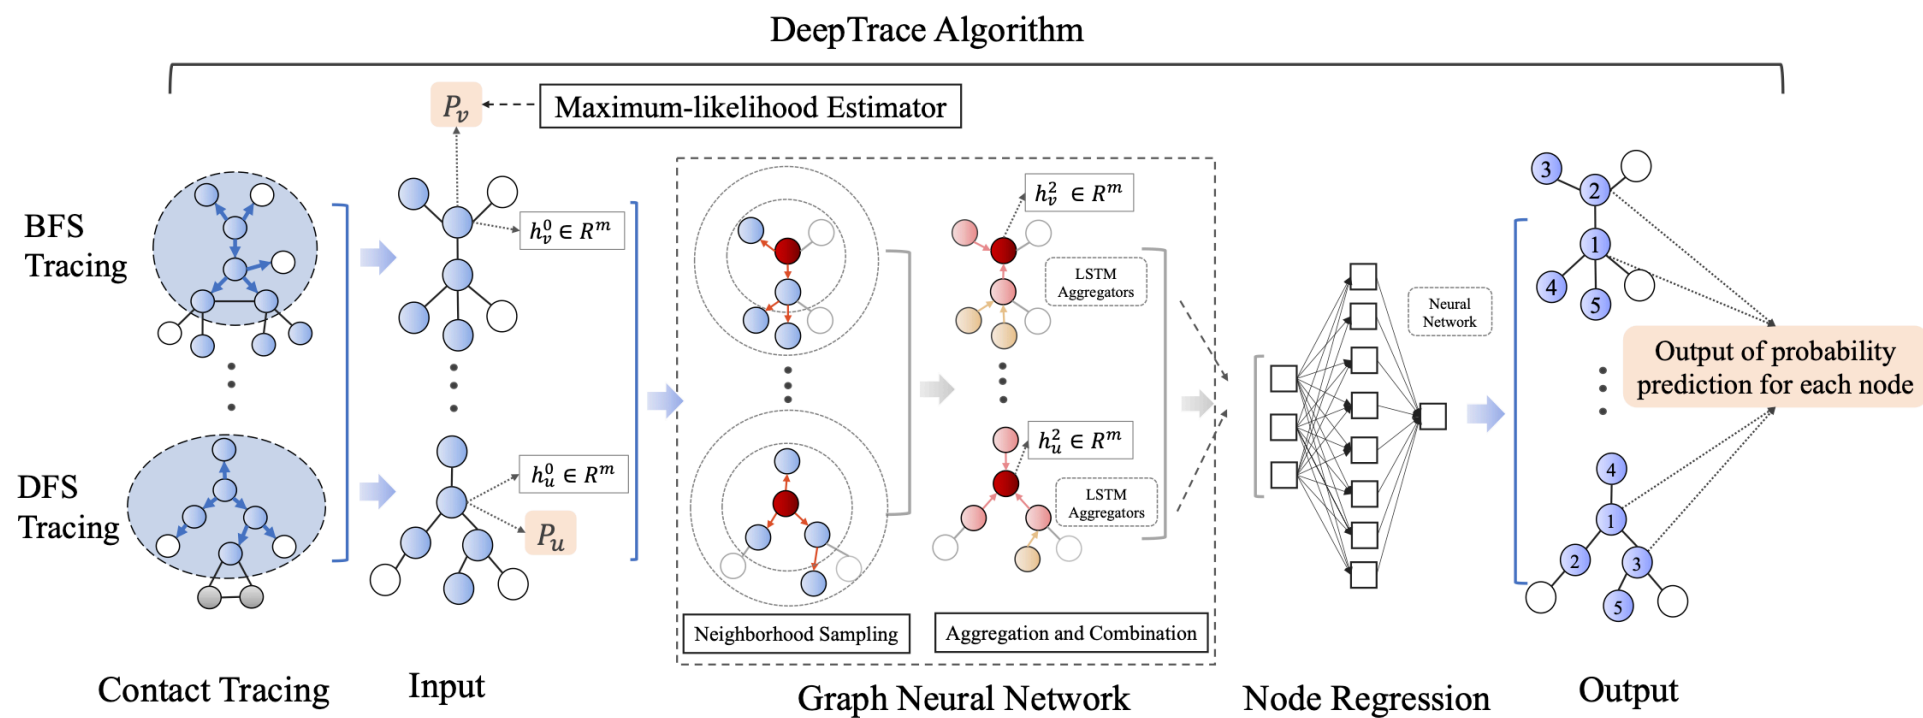 DeepTrace Algorithm
P_v
Maximum-likelihood Estimator
BFS
Tracing
h_v^0 ∈ R^m
h_v^2 ∈ R^m
LSTM
Aggregators
Neural
Network
3
2
1
4
5
Output of probability
prediction for each node
DFS
Tracing
h_u^0 ∈ R^m
P_u
h_u^2 ∈ R^m
LSTM
Aggregators
4
1
2
3
5
Neighborhood Sampling
Aggregation and Combination
Contact Tracing
Input
Graph Neural Network
Node Regression
Output